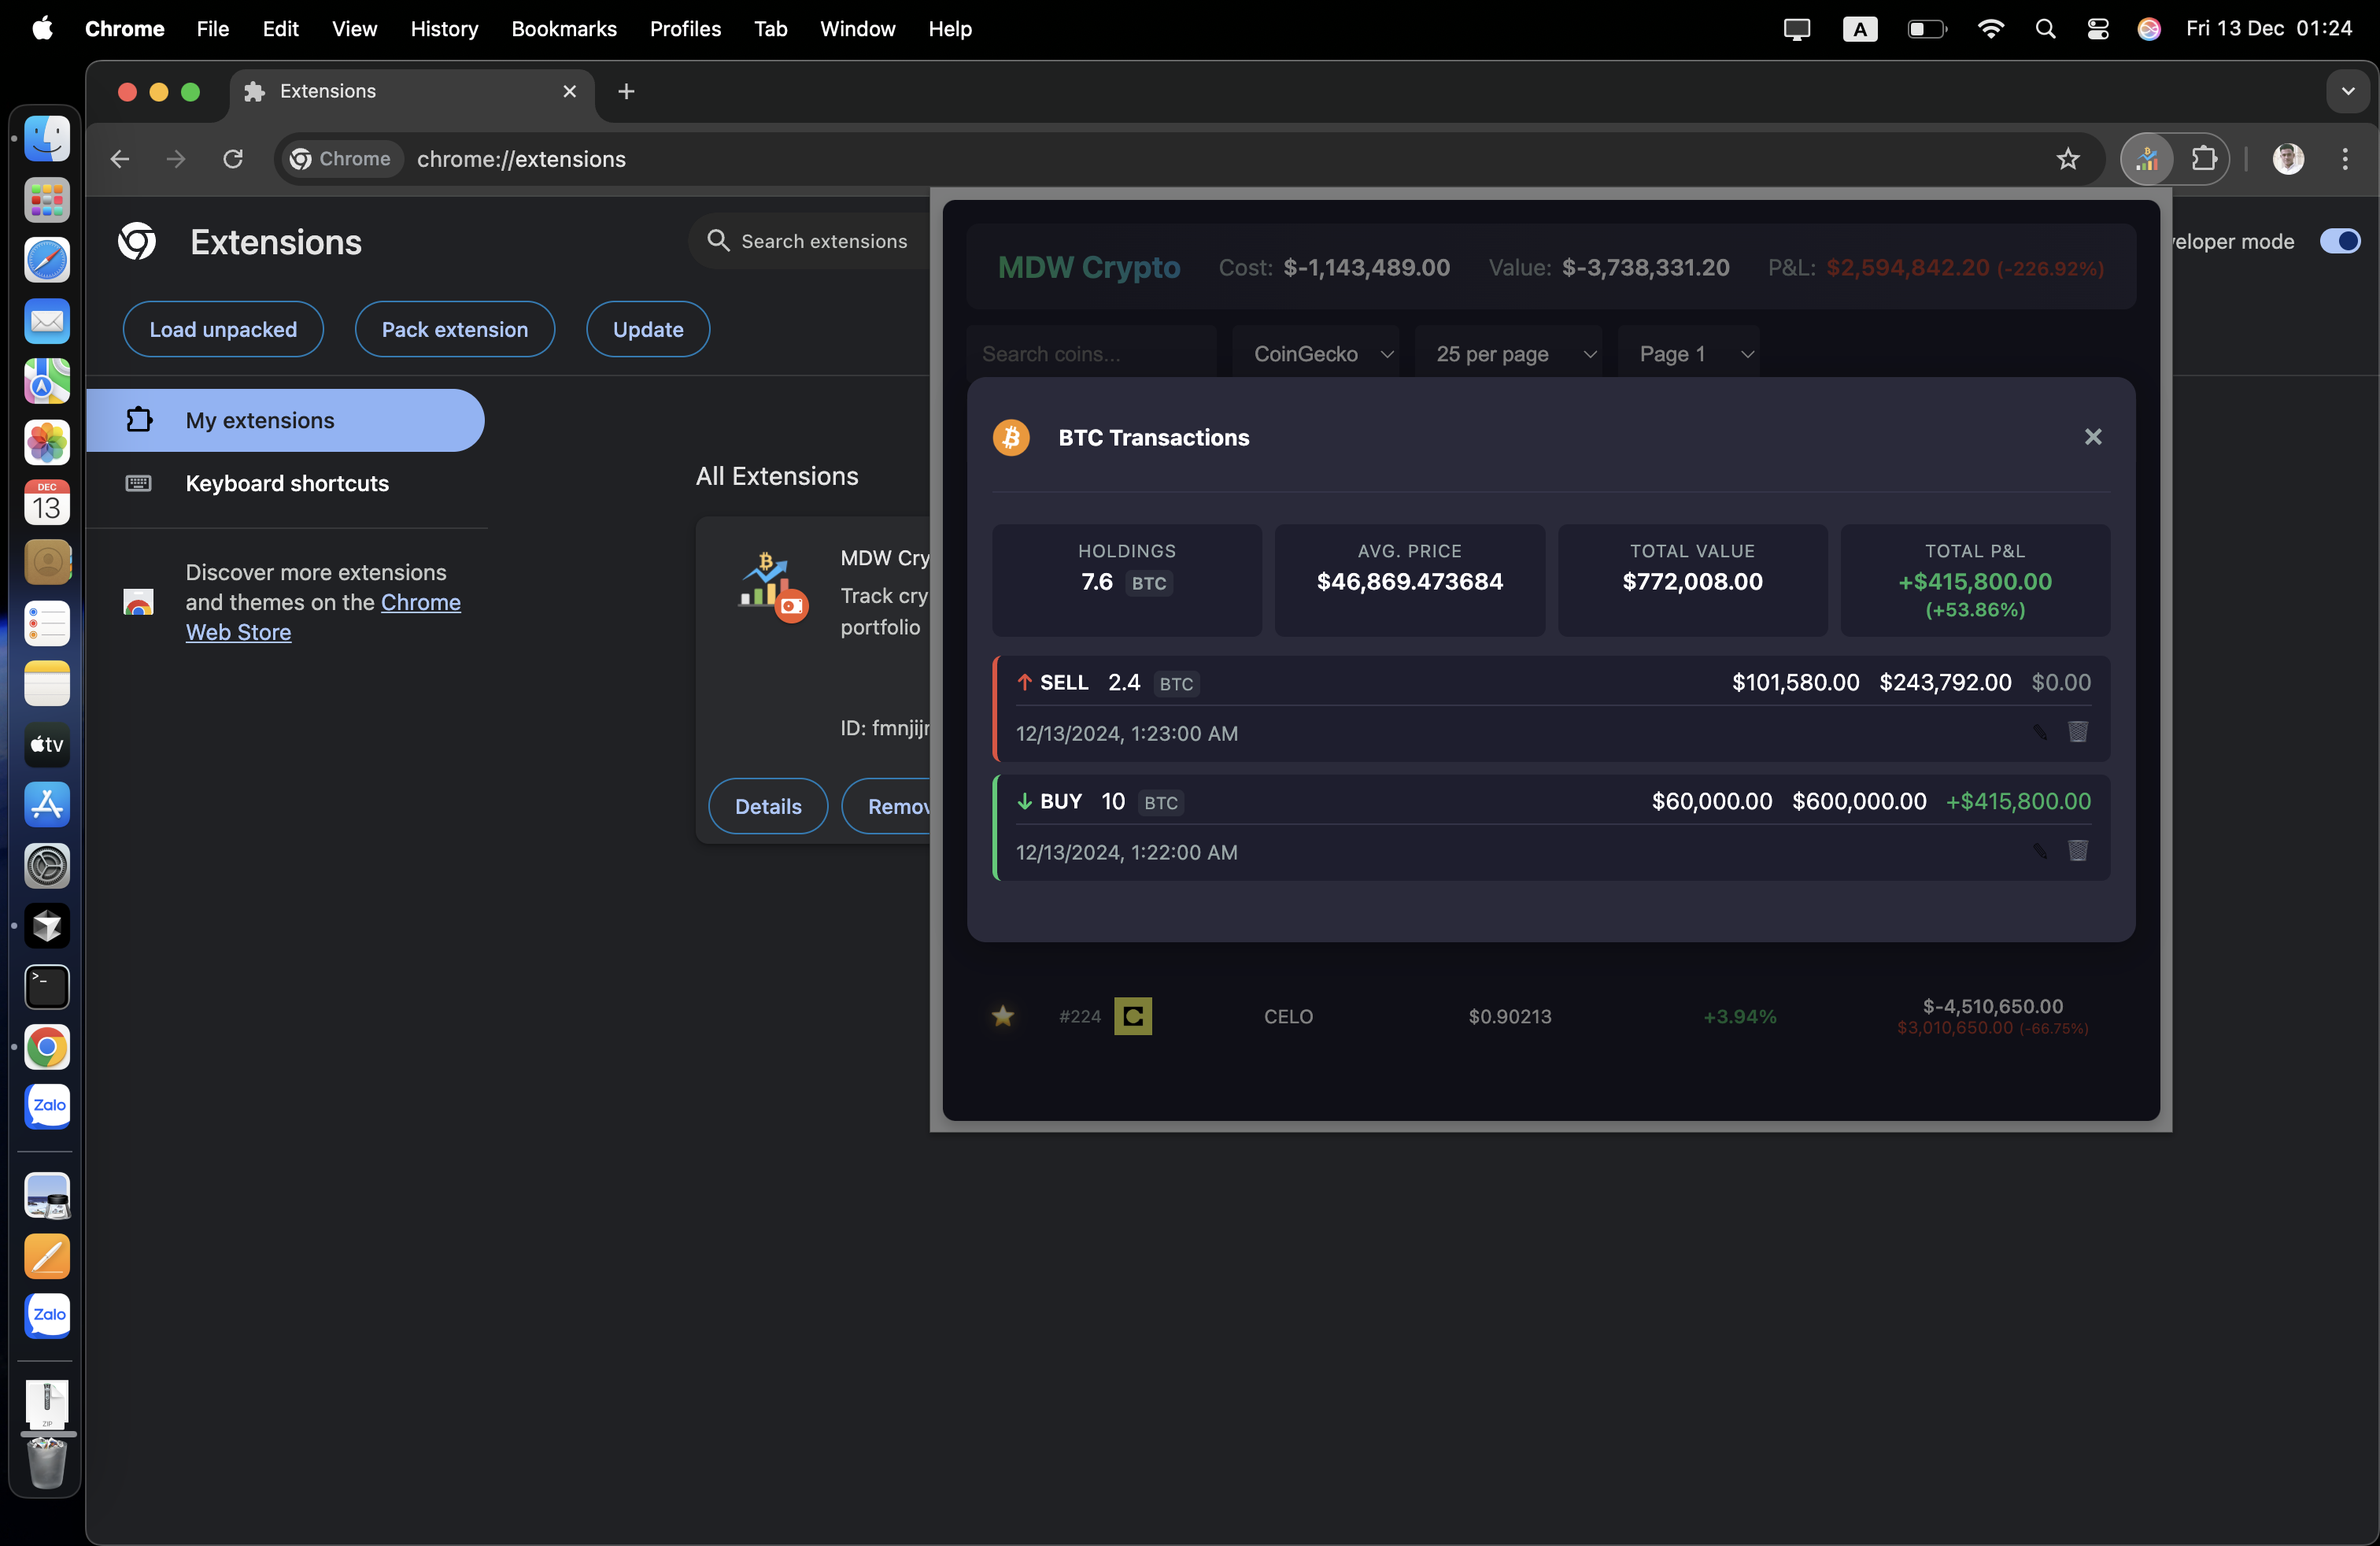 Chrome File Edit View History Bookmarks Profiles Tab Window Help A Fri 13 Dec 01:24
Extensions
Chrome chrome://extensions
Extensions
Search extensions
veloper mode
Load unpacked Pack extension Update
My extensions
Keyboard shortcuts
Discover more extensions
and themes on the Chrome
Web Store
All Extensions
MDW Cry
Track cry
portfolio
ID: fmnjijr
Details Remov
MDW Crypto Cost: $-1,143,489.00 Value: $-3,738,331.20 P&L: $2,594,842.20 (-226.92%)
Search coins... CoinGecko 25 per page Page 1
BTC Transactions
HOLDINGS
7.6 BTC
AVG. PRICE
$46,869.473684
TOTAL VALUE
$772,008.00
TOTAL P&L
+$415,800.00
(+53.86%)
SELL 2.4 BTC $101,580.00 $243,792.00 $0.00
12/13/2024, 1:23:00 AM
BUY 10 BTC $60,000.00 $600,000.00 +$415,800.00
12/13/2024, 1:22:00 AM
#224 CELO $0.90213 +3.94% $-4,510,650.00
$3,010,650.00 (-66.75%)
DEC
13
tv
Zalo
Zalo
ZIP